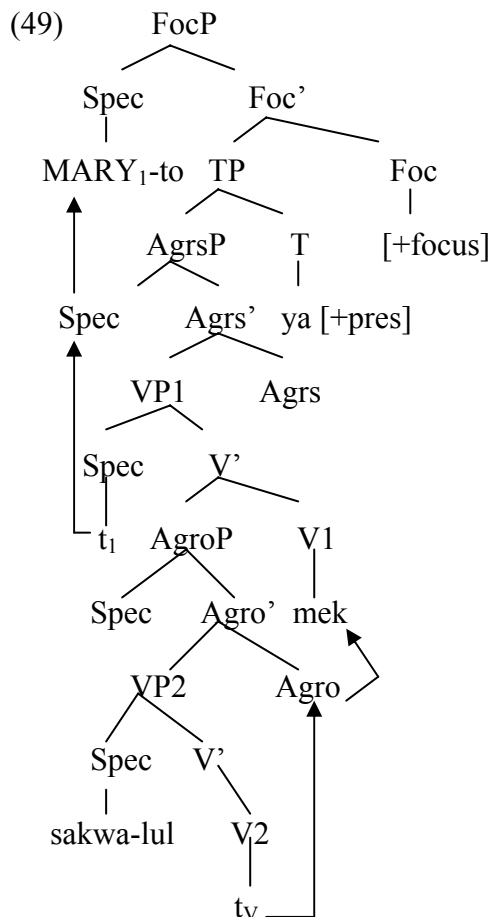 (49) FocP
Spec Foc’
MARY₁-to TP Foc
AgrsP T [+focus]
Spec Agrs’ ya [+pres]
VP1 Agrs
Spec V’
t₁ AgroP V1
Spec Agro’ mek
VP2 Agro
Spec V’
sakwa-lul V2
tᵥ